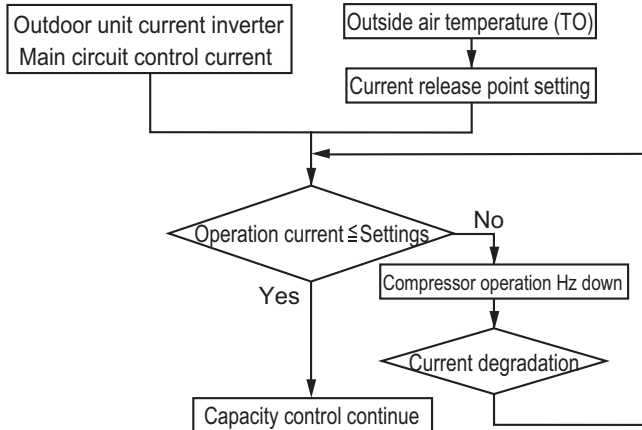 Outdoor unit current inverter
Main circuit control current
Outside air temperature (TO)
Current release point setting
Operation current ≦ Settings
No
Yes
Compressor operation Hz down
Current degradation
Capacity control continue